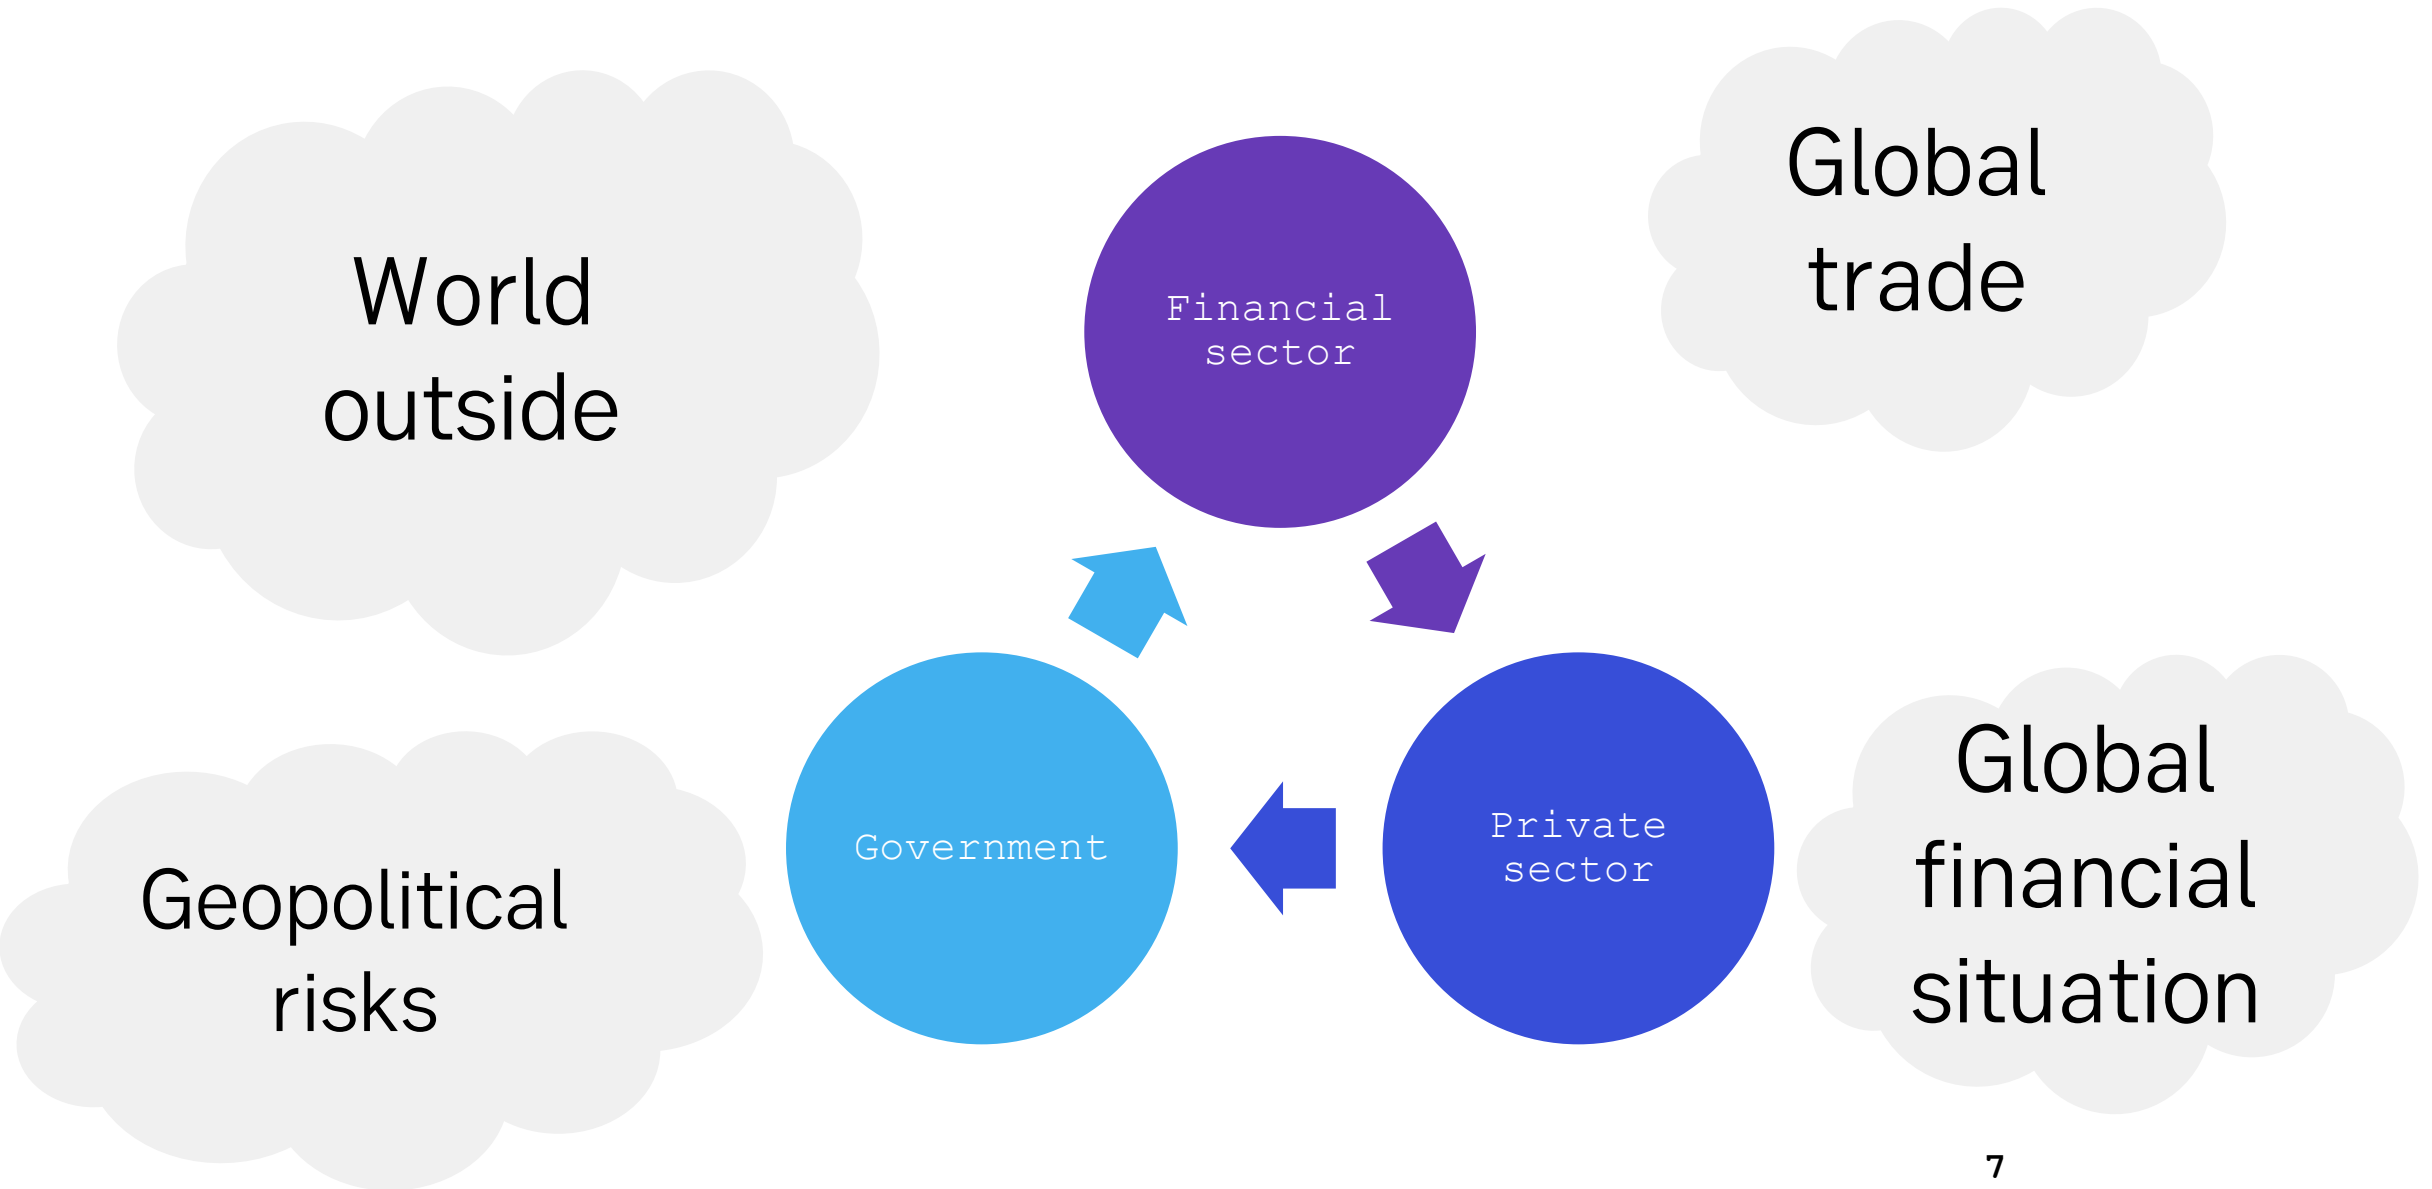 World
outside
Global
trade
Financial
sector
Government
Private
sector
Geopolitical
risks
Global
financial
situation
7